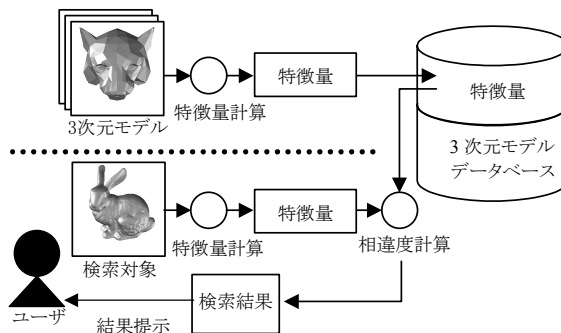 特徴量
特徴量
特徴量計算
3次元モデル
3 次元モデル
データベース
特徴量
特徴量計算
相違度計算
検索対象
検索結果
ユーザ
結果提示